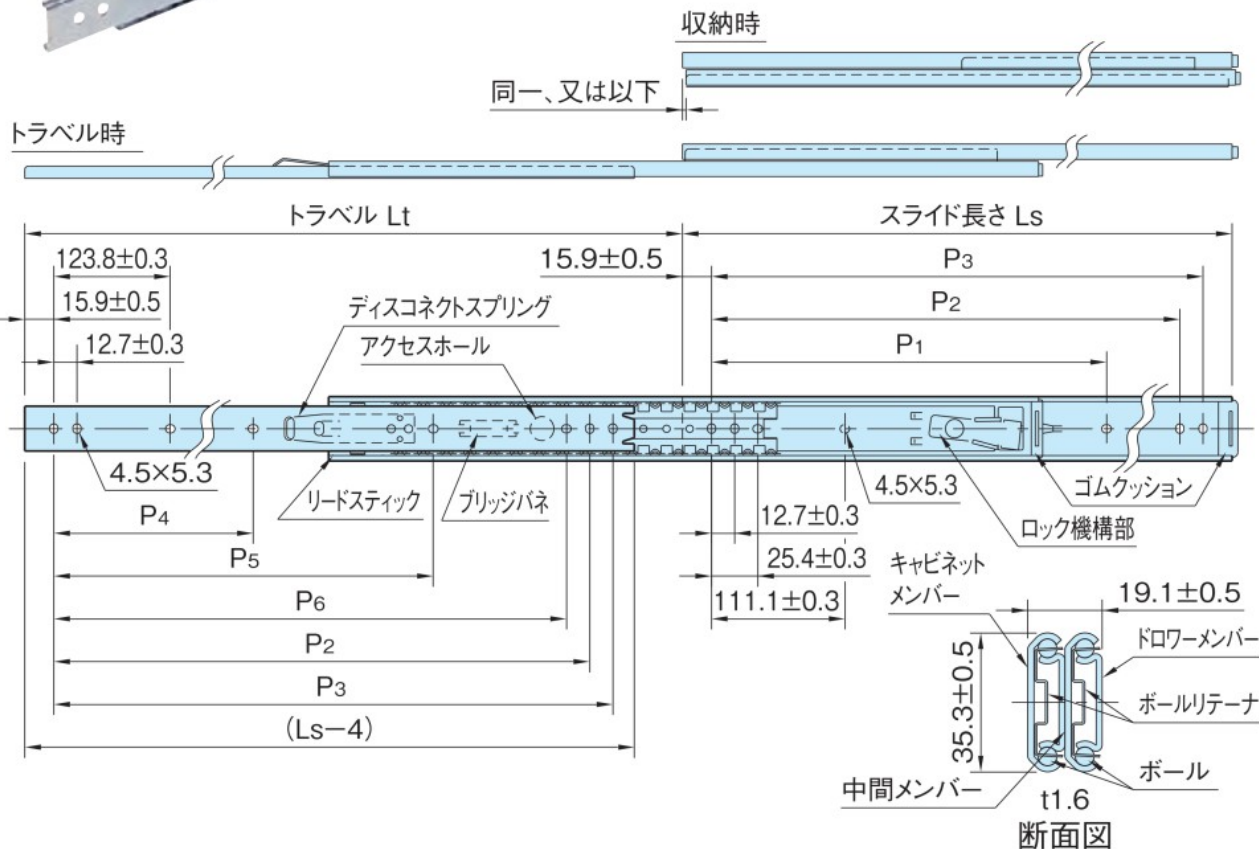 収納時
同一、又は以下
トラベル時
トラベル Lt
スライド長さ Ls
123.8±0.3
15.9±0.5
P3
15.9±0.5
ディスコネクトスプリング
P2
12.7±0.3
アクセスホール
P1
4.5×5.3
リードスティック
ブリッジバネ
4.5×5.3
ゴムクッション
P4
12.7±0.3
ロック機構部
P5
25.4±0.3
キャビネット
メンバー
19.1±0.5
P6
111.1±0.3
ドロワーメンバー
P2
35.3±0.5
ボールリテーナ
P3
(Ls−4)
中間メンバー
ボール
t1.6
断面図